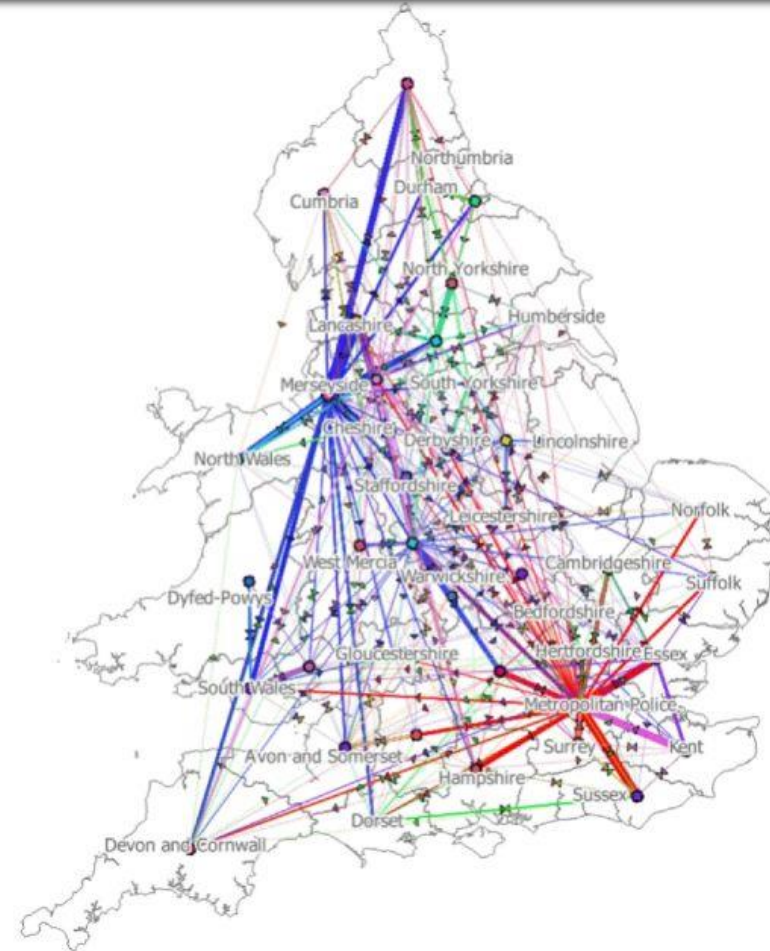 Northumbria
Durham
Cumbria
North Yorkshire
Humberside
Lancashire
Merseyside
South Yorkshire
Cheshire
Derbyshire
Lincolnshire
North Wales
Staffordshire
Norfolk
Leicestershire
West Mercia
Cambridgeshire
Warwickshire
Suffolk
Dyfed-Powys
Bedfordshire
Gloucestershire
Hertfordshire
Essex
South Wales
Metropolitan Police
Avon and Somerset
Surrey
Kent
Hampshire
Sussex
Dorset
Devon and Cornwall